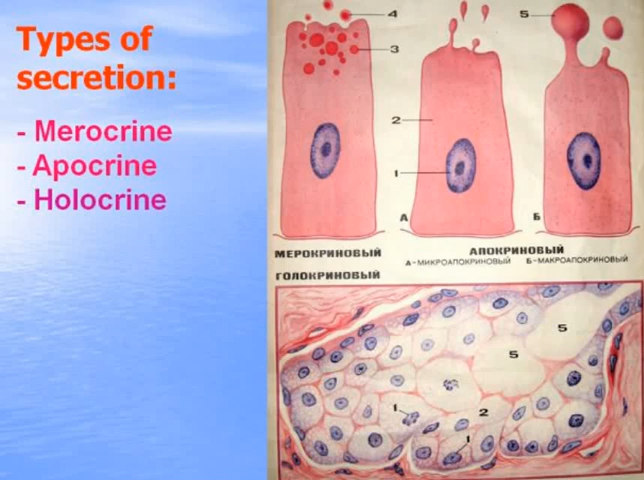 Types of
secretion:
- Merocrine
- Apocrine
- Holocrine
4
5
3
2
1
А
Б
МЕРОКРИНОВЫЙ
АПОКРИНОВЫЙ
А-МИКРОАПОКРИНОВЫЙ Б-МАКРОАПОКРИНОВЫЙ
ГОЛОКРИНОВЫЙ
5
5
1
2
1